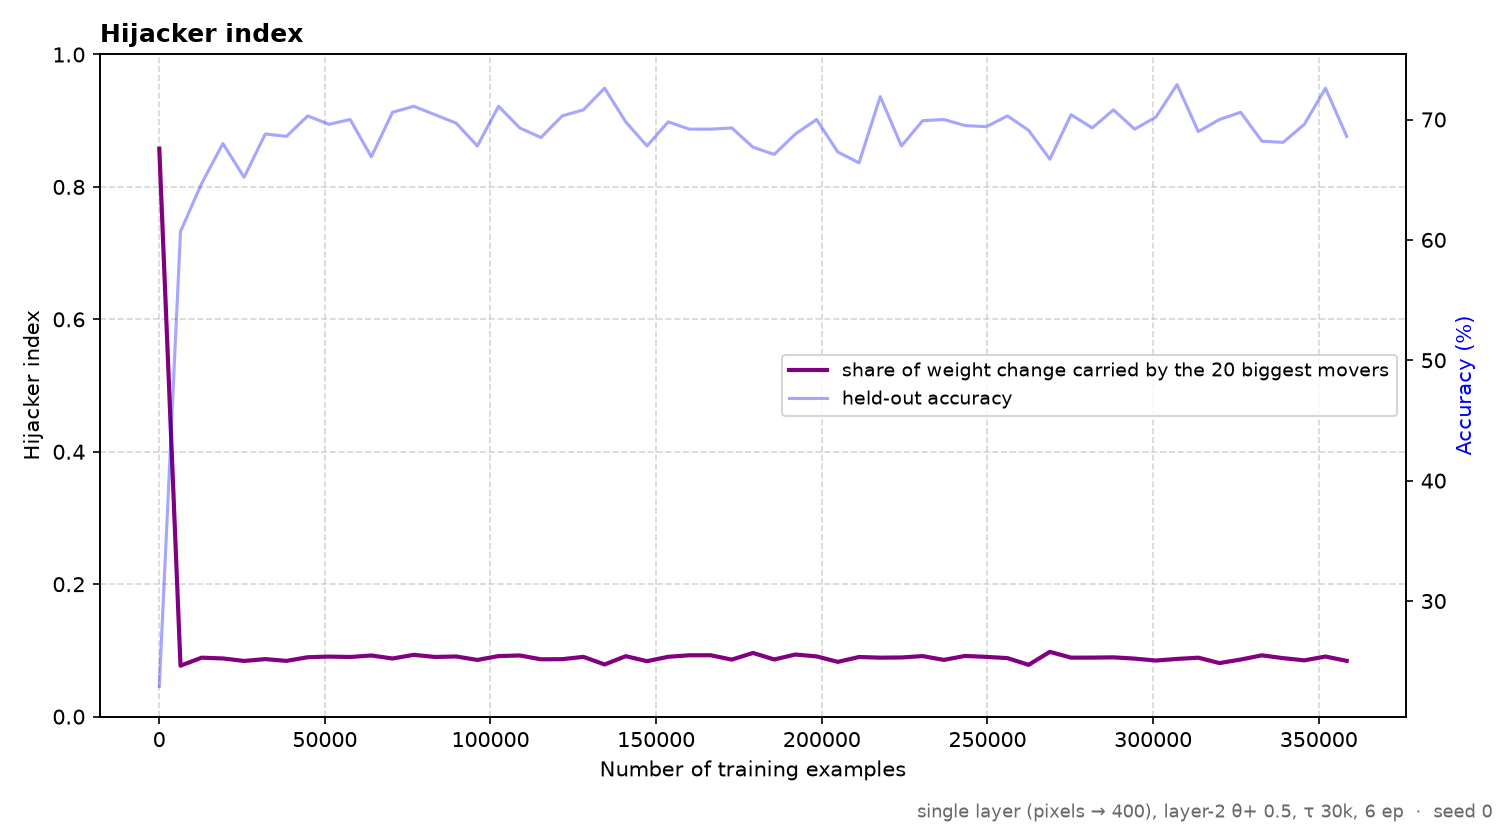 Hijacker index
1.0
0.8
0.6
0.4
0.2
0.0
Hijacker index
70
60
50
40
30
Accuracy (%)
share of weight change carried by the 20 biggest movers
held-out accuracy
0 50000 100000 150000 200000 250000 300000 350000
Number of training examples
single layer (pixels → 400), layer-2 θ+ 0.5, τ 30k, 6 ep · seed 0